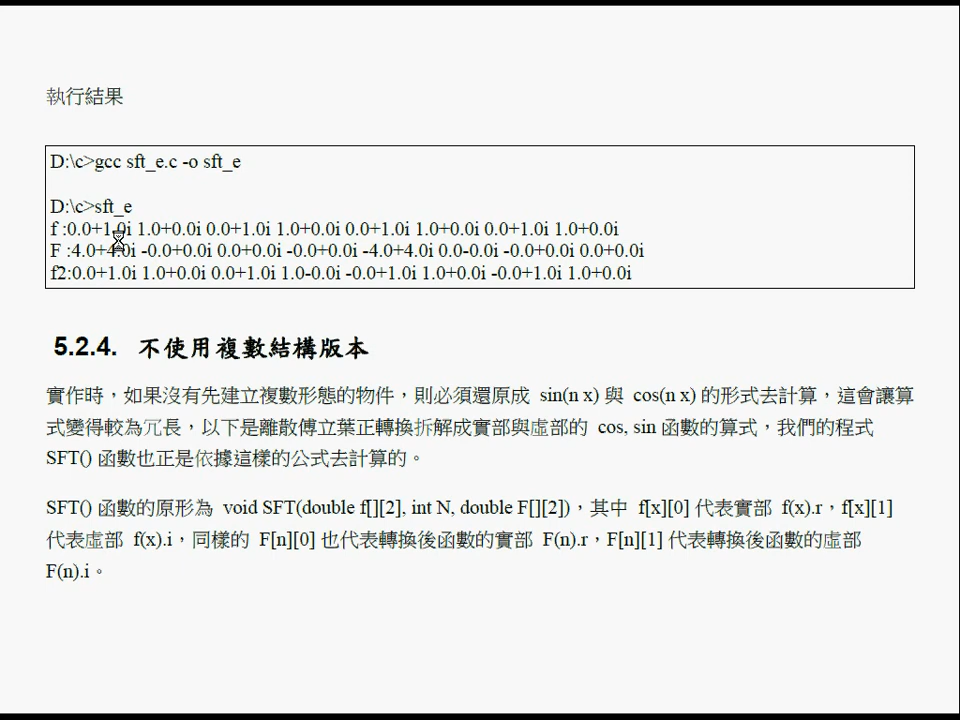 執行結果
D:\c>gcc sft_e.c -o sft_e
D:\c>sft_e
f :0.0+1.0i 1.0+0.0i 0.0+1.0i 1.0+0.0i 0.0+1.0i 1.0+0.0i 0.0+1.0i 1.0+0.0i
F :4.0+4.0i -0.0+0.0i 0.0+0.0i -0.0+0.0i -4.0+4.0i 0.0-0.0i -0.0+0.0i 0.0+0.0i
f2:0.0+1.0i 1.0+0.0i 0.0+1.0i 1.0-0.0i -0.0+1.0i 1.0+0.0i -0.0+1.0i 1.0+0.0i
5.2.4. 不使用複數結構版本
實作時，如果沒有先建立複數形態的物件，則必須還原成 sin(n x) 與 cos(n x) 的形式去計算，這會讓算
式變得較為冗長，以下是離散傅立葉正轉換拆解成實部與虛部的 cos, sin 函數的算式，我們的程式
SFT() 函數也正是依據這樣的公式去計算的。
SFT() 函數的原形為 void SFT(double f[][2], int N, double F[][2])，其中 f[x][0] 代表實部 f(x).r，f[x][1]
代表虛部 f(x).i，同樣的 F[n][0] 也代表轉換後函數的實部 F(n).r，F[n][1] 代表轉換後函數的虛部
F(n).i。